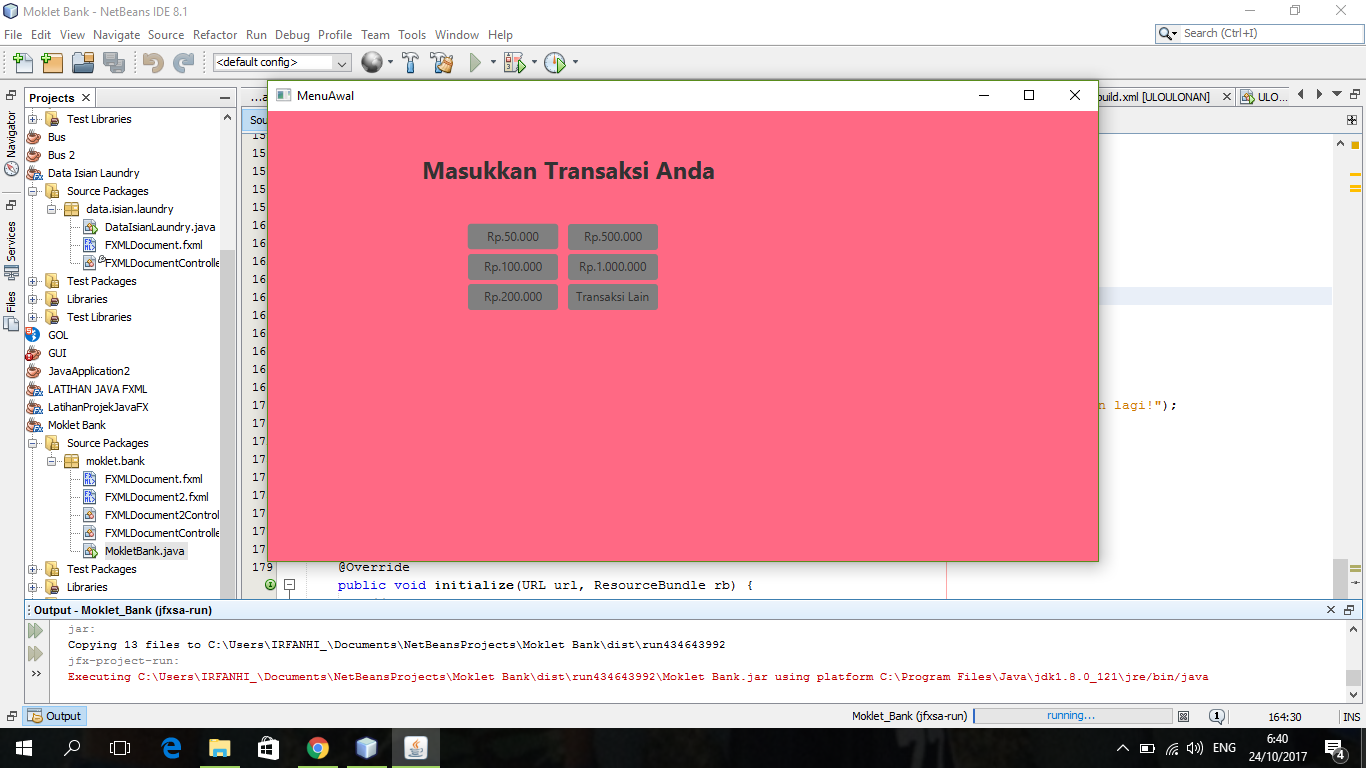 Moklet Bank - NetBeans IDE 8.1
File Edit View Navigate Source Refactor Run Debug Profile Team Tools Window Help
Search (Ctrl+I)
<default config>
Projects
MenuAwal
build.xml [ULOULONAN]
ULO...
Navigator
Services
Files
Test Libraries
Bus
Bus 2
Data Isian Laundry
Source Packages
data.isian.laundry
DataIsianLaundry.java
FXMLDocument.fxml
FXMLDocumentControlle
Test Packages
Libraries
Test Libraries
GOL
GUI
JavaApplication2
LATIHAN JAVA FXML
LatihanProjekJavaFX
Moklet Bank
Source Packages
moklet.bank
FXMLDocument.fxml
FXMLDocument2.fxml
FXMLDocument2Control
FXMLDocumentControlle
MokletBank.java
Test Packages
Libraries
Masukkan Transaksi Anda
Rp.50.000 Rp.500.000
Rp.100.000 Rp.1.000.000
Rp.200.000 Transaksi Lain
lagi!");
179 @Override
public void initialize(URL url, ResourceBundle rb) {
Output - Moklet_Bank (jfxsa-run)
jar:
Copying 13 files to C:\Users\IRFANHI_\Documents\NetBeansProjects\Moklet Bank\dist\run434643992
jfx-project-run:
Executing C:\Users\IRFANHI_\Documents\NetBeansProjects\Moklet Bank\dist\run434643992\Moklet Bank.jar using platform C:\Program Files\Java\jdk1.8.0_121\jre/bin/java
Output
Moklet_Bank (jfxsa-run) running... 1 164:30 INS
ENG
6:40
24/10/2017
4